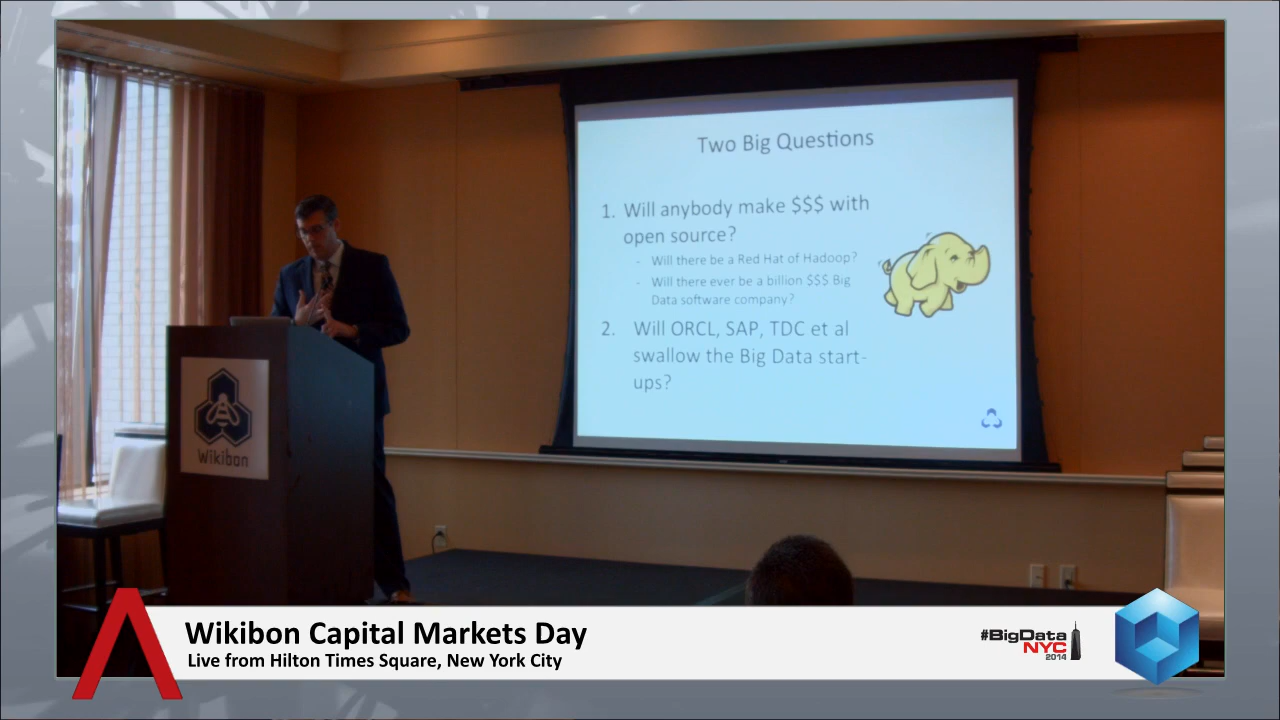 Two Big Questions
1. Will anybody make $$$ with
open source?
- Will there be a Red Hat of Hadoop?
- Will there ever be a billion $$$ Big
Data software company?
2. Will ORCL, SAP, TDC et al
swallow the Big Data start-
ups?
Wikibon
Wikibon Capital Markets Day
Live from Hilton Times Square, New York City
#BigData
NYC
2014